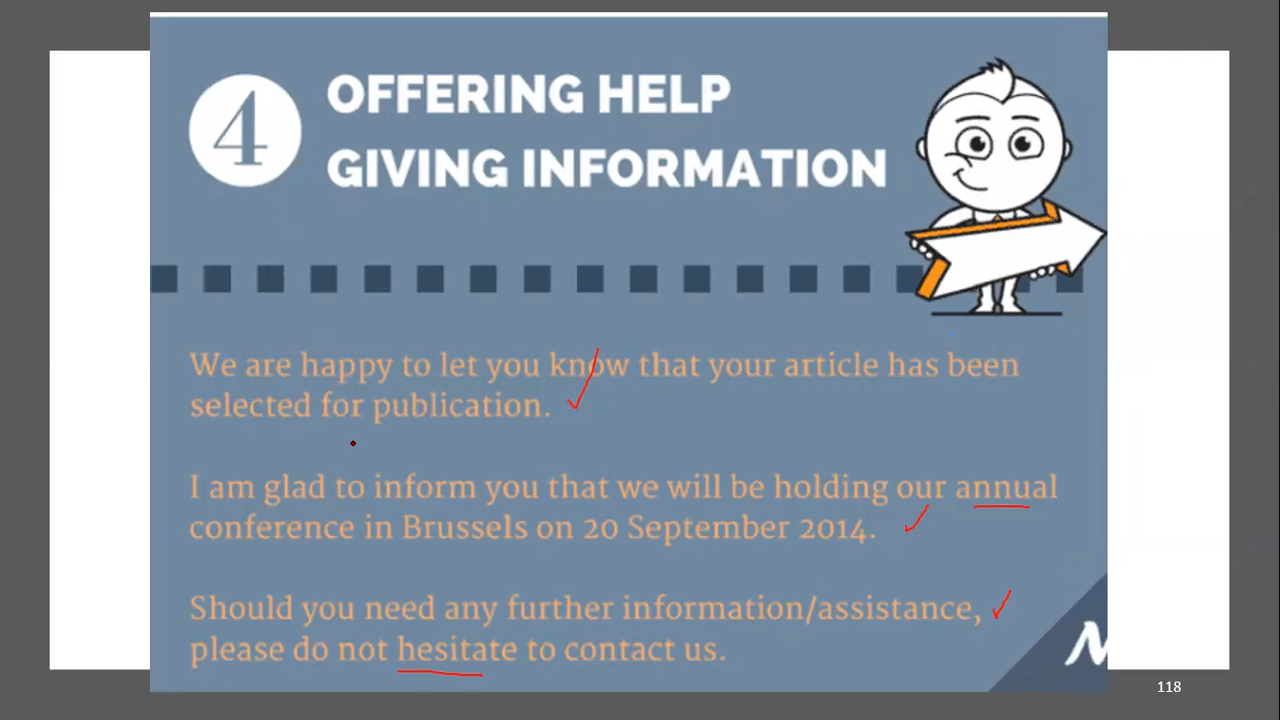 4
OFFERING HELP
GIVING INFORMATION
We are happy to let you know that your article has been
selected for publication.
I am glad to inform you that we will be holding our annual
conference in Brussels on 20 September 2014.
Should you need any further information/assistance,
please do not hesitate to contact us.
N
118